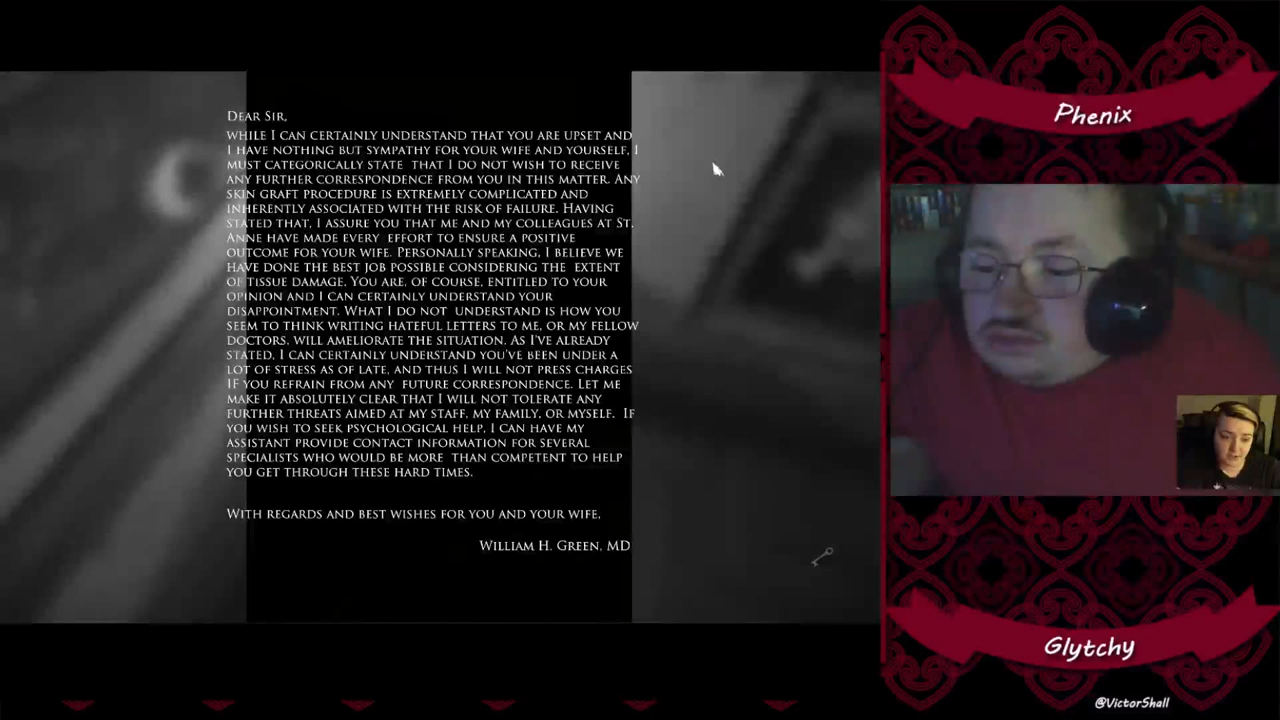 Dear Sir,
while I can certainly understand that you are upset and
I have nothing but sympathy for your wife and yourself, I
must categorically state that I do not wish to receive
any further correspondence from you in this matter. Any
skin graft procedure is extremely complicated and
inherently associated with the risk of failure. Having
stated that, I assure you that me and my colleagues at St.
Anne have made every effort to ensure a positive
outcome for your wife. Personally speaking, I believe we
have done the best job possible considering the extent
of tissue damage. You are, of course, entitled to your
opinion and I can certainly understand your
disappointment. What I do not understand is how you
seem to think writing hateful letters to me, or my fellow
doctors, will ameliorate the situation. As I've already
stated, I can certainly understand you've been under a
lot of stress as of late, and thus I will not press charges
if you refrain from any future correspondence. Let me
make it absolutely clear that I will not tolerate any
further threats aimed at my staff, my family, or myself. If
you wish to seek psychological help, I can have my
assistant provide contact information for several
specialists who would be more than competent to help
you get through these hard times.
With regards and best wishes for you and your wife,
William H. Green, MD
Phenix
Glytchy
@VictorShall